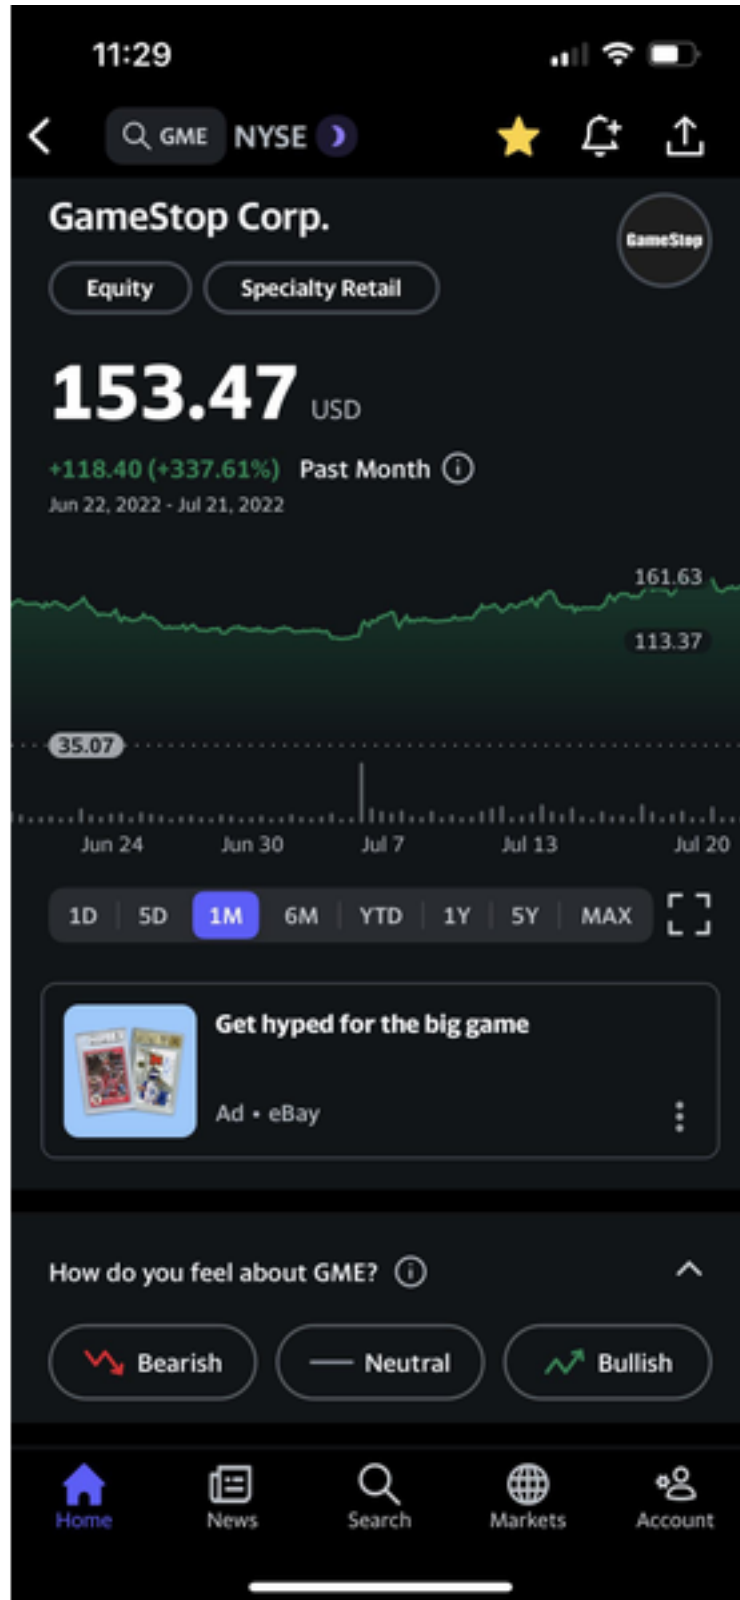 11:29
GME NYSE
GameStop Corp.
GameStop
Equity Specialty Retail
153.47 USD
+118.40 (+337.61%) Past Month
Jun 22, 2022 - Jul 21, 2022
161.63
113.37
35.07
Jun 24 Jun 30 Jul 7 Jul 13 Jul 20
1D 5D 1M 6M YTD 1Y 5Y MAX
Get hyped for the big game
Ad • eBay
How do you feel about GME?
Bearish Neutral Bullish
Home News Search Markets Account